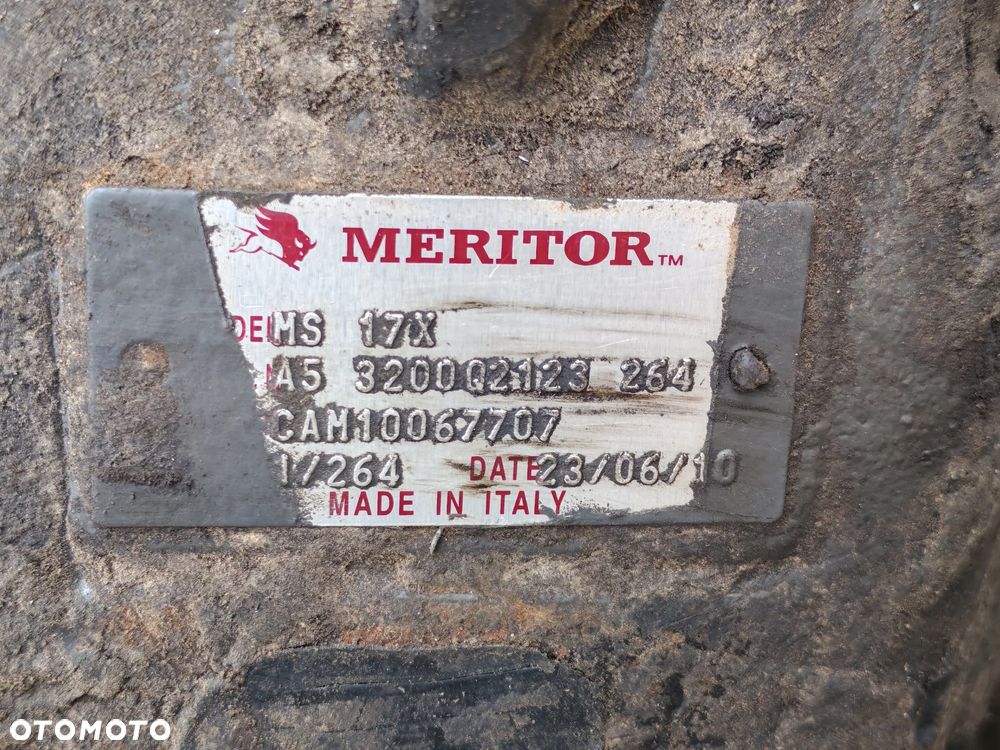 MERITOR™
DEL MS 17X
A5 3200Q2123 264
CAM10067707
1/264 DATE 23/06/10
MADE IN ITALY
OTOMOTO